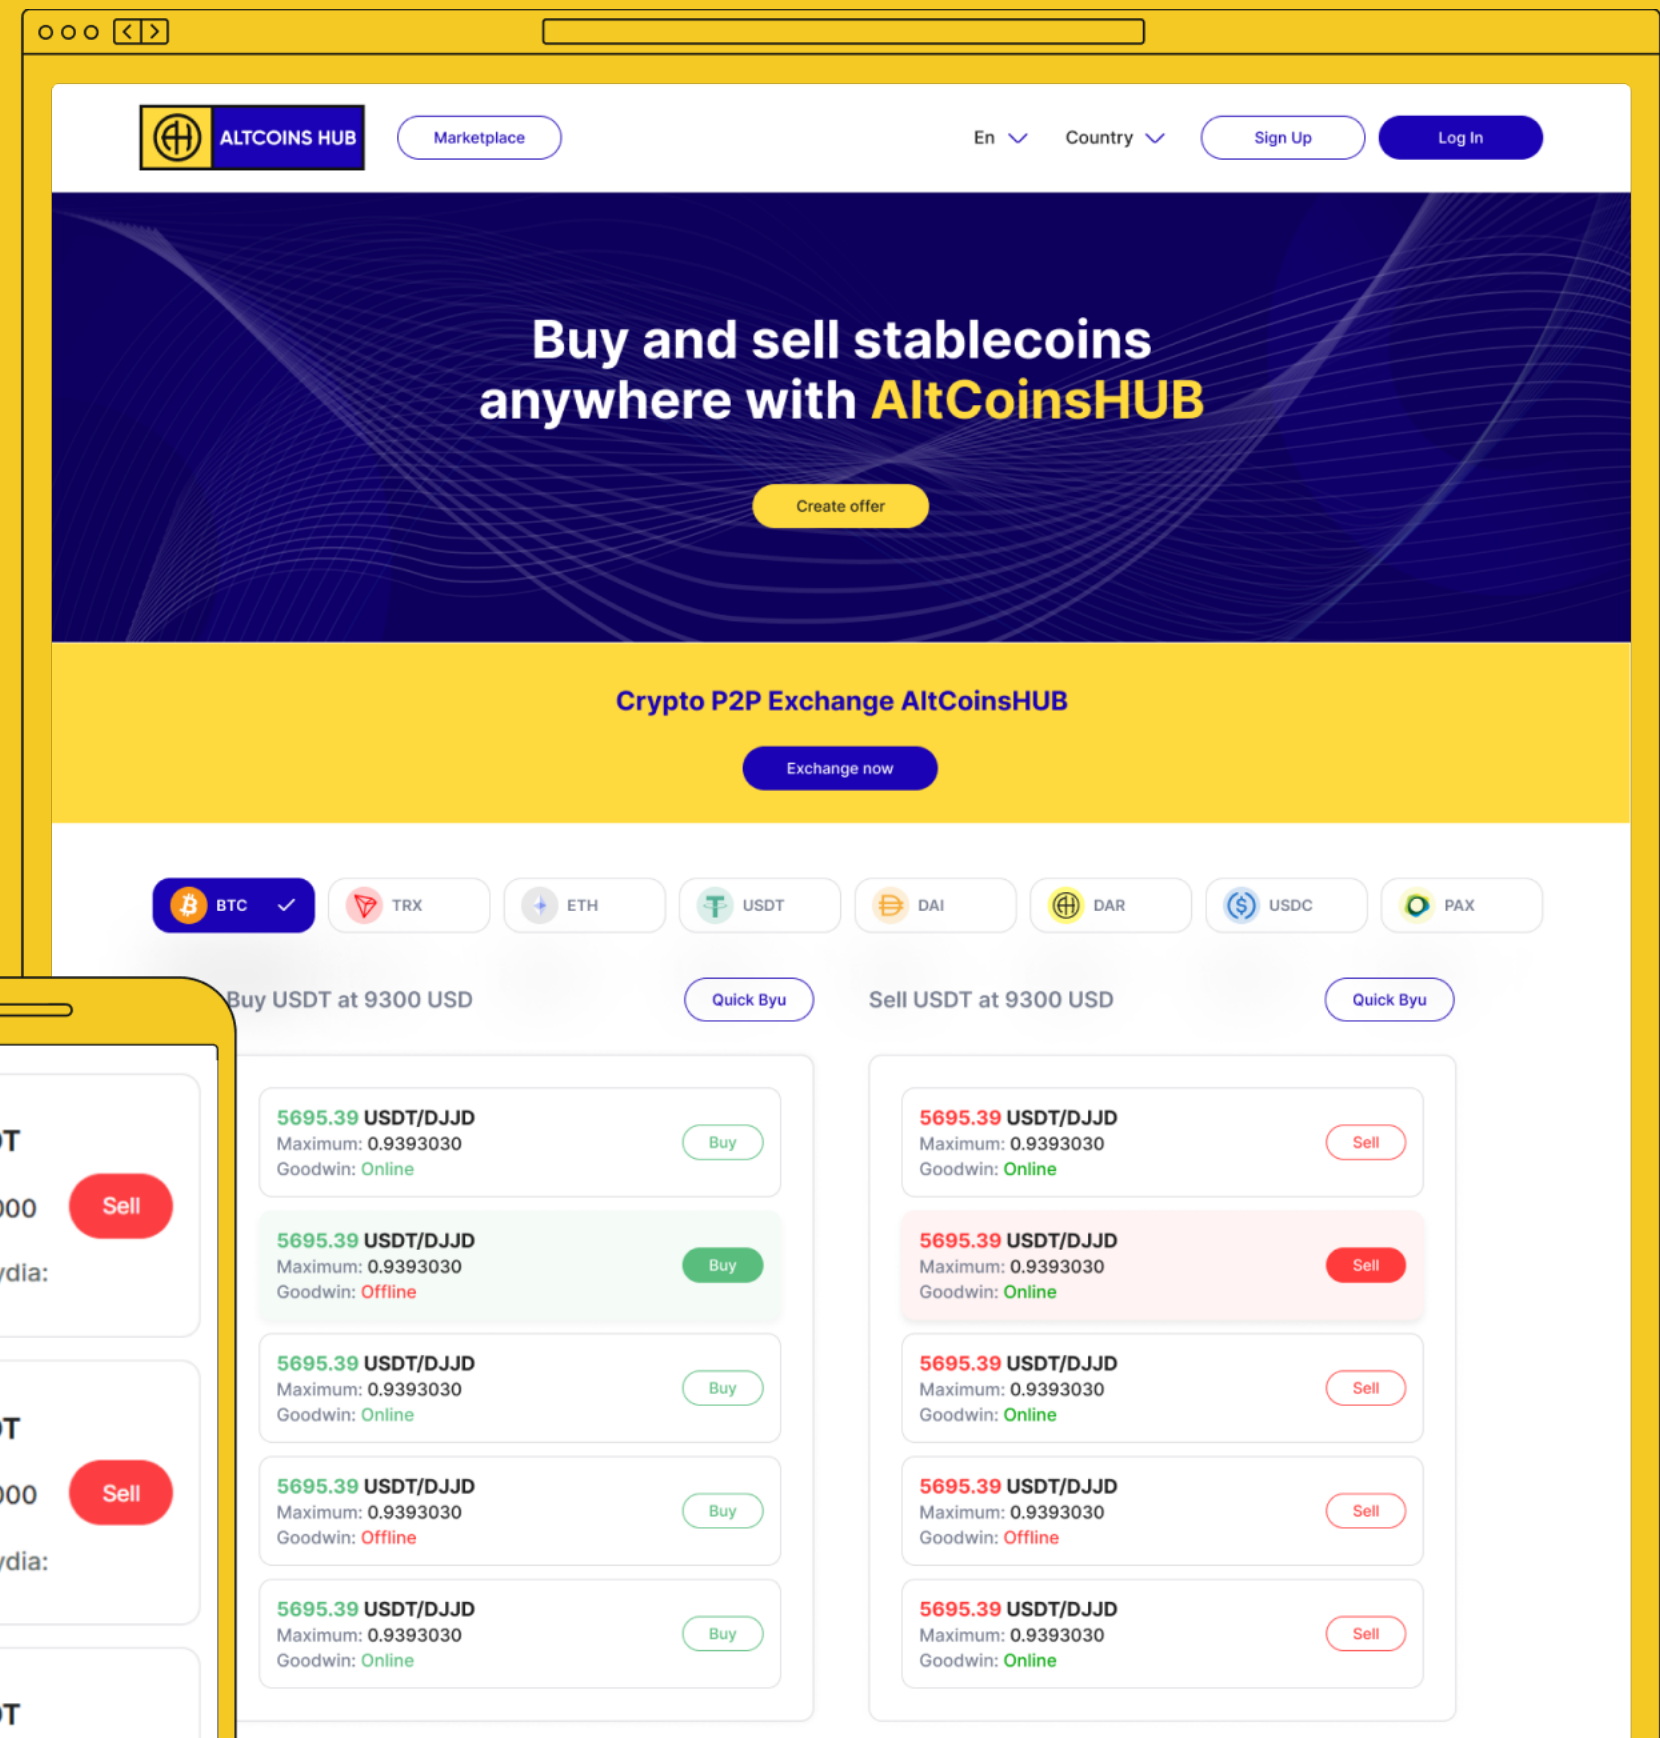 ALTCOINS HUB
Marketplace
En
Country
Sign Up
Log In
Buy and sell stablecoins
anywhere with AltCoinsHUB
Create offer
Crypto P2P Exchange AltCoinsHUB
Exchange now
BTC
TRX
ETH
USDT
DAI
DAR
USDC
PAX
Buy USDT at 9300 USD
Quick Byu
Sell USDT at 9300 USD
Quick Byu
5695.39 USDT/DJJD
Maximum: 0.9393030
Goodwin: Online
Buy
5695.39 USDT/DJJD
Maximum: 0.9393030
Goodwin: Offline
Buy
5695.39 USDT/DJJD
Maximum: 0.9393030
Goodwin: Online
Buy
5695.39 USDT/DJJD
Maximum: 0.9393030
Goodwin: Offline
Buy
5695.39 USDT/DJJD
Maximum: 0.9393030
Goodwin: Online
Buy
5695.39 USDT/DJJD
Maximum: 0.9393030
Goodwin: Online
Sell
5695.39 USDT/DJJD
Maximum: 0.9393030
Goodwin: Online
Sell
5695.39 USDT/DJJD
Maximum: 0.9393030
Goodwin: Online
Sell
5695.39 USDT/DJJD
Maximum: 0.9393030
Goodwin: Offline
Sell
5695.39 USDT/DJJD
Maximum: 0.9393030
Goodwin: Online
Sell
Sell
Sell